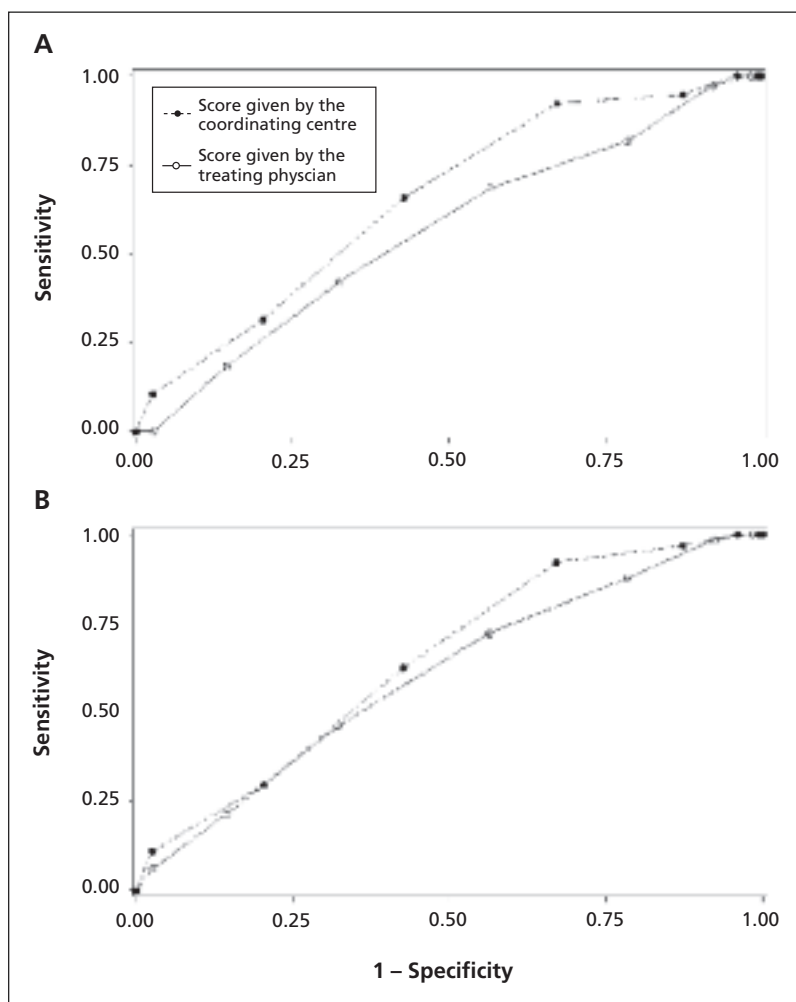 A
1.00
Score given by the
coordinating centre
Score given by the
treating physcian
0.75
Sensitivity
0.50
0.25
0.00
0.00 0.25 0.50 0.75 1.00
B
1.00
0.75
Sensitivity
0.50
0.25
0.00
0.00 0.25 0.50 0.75 1.00
1 – Specificity